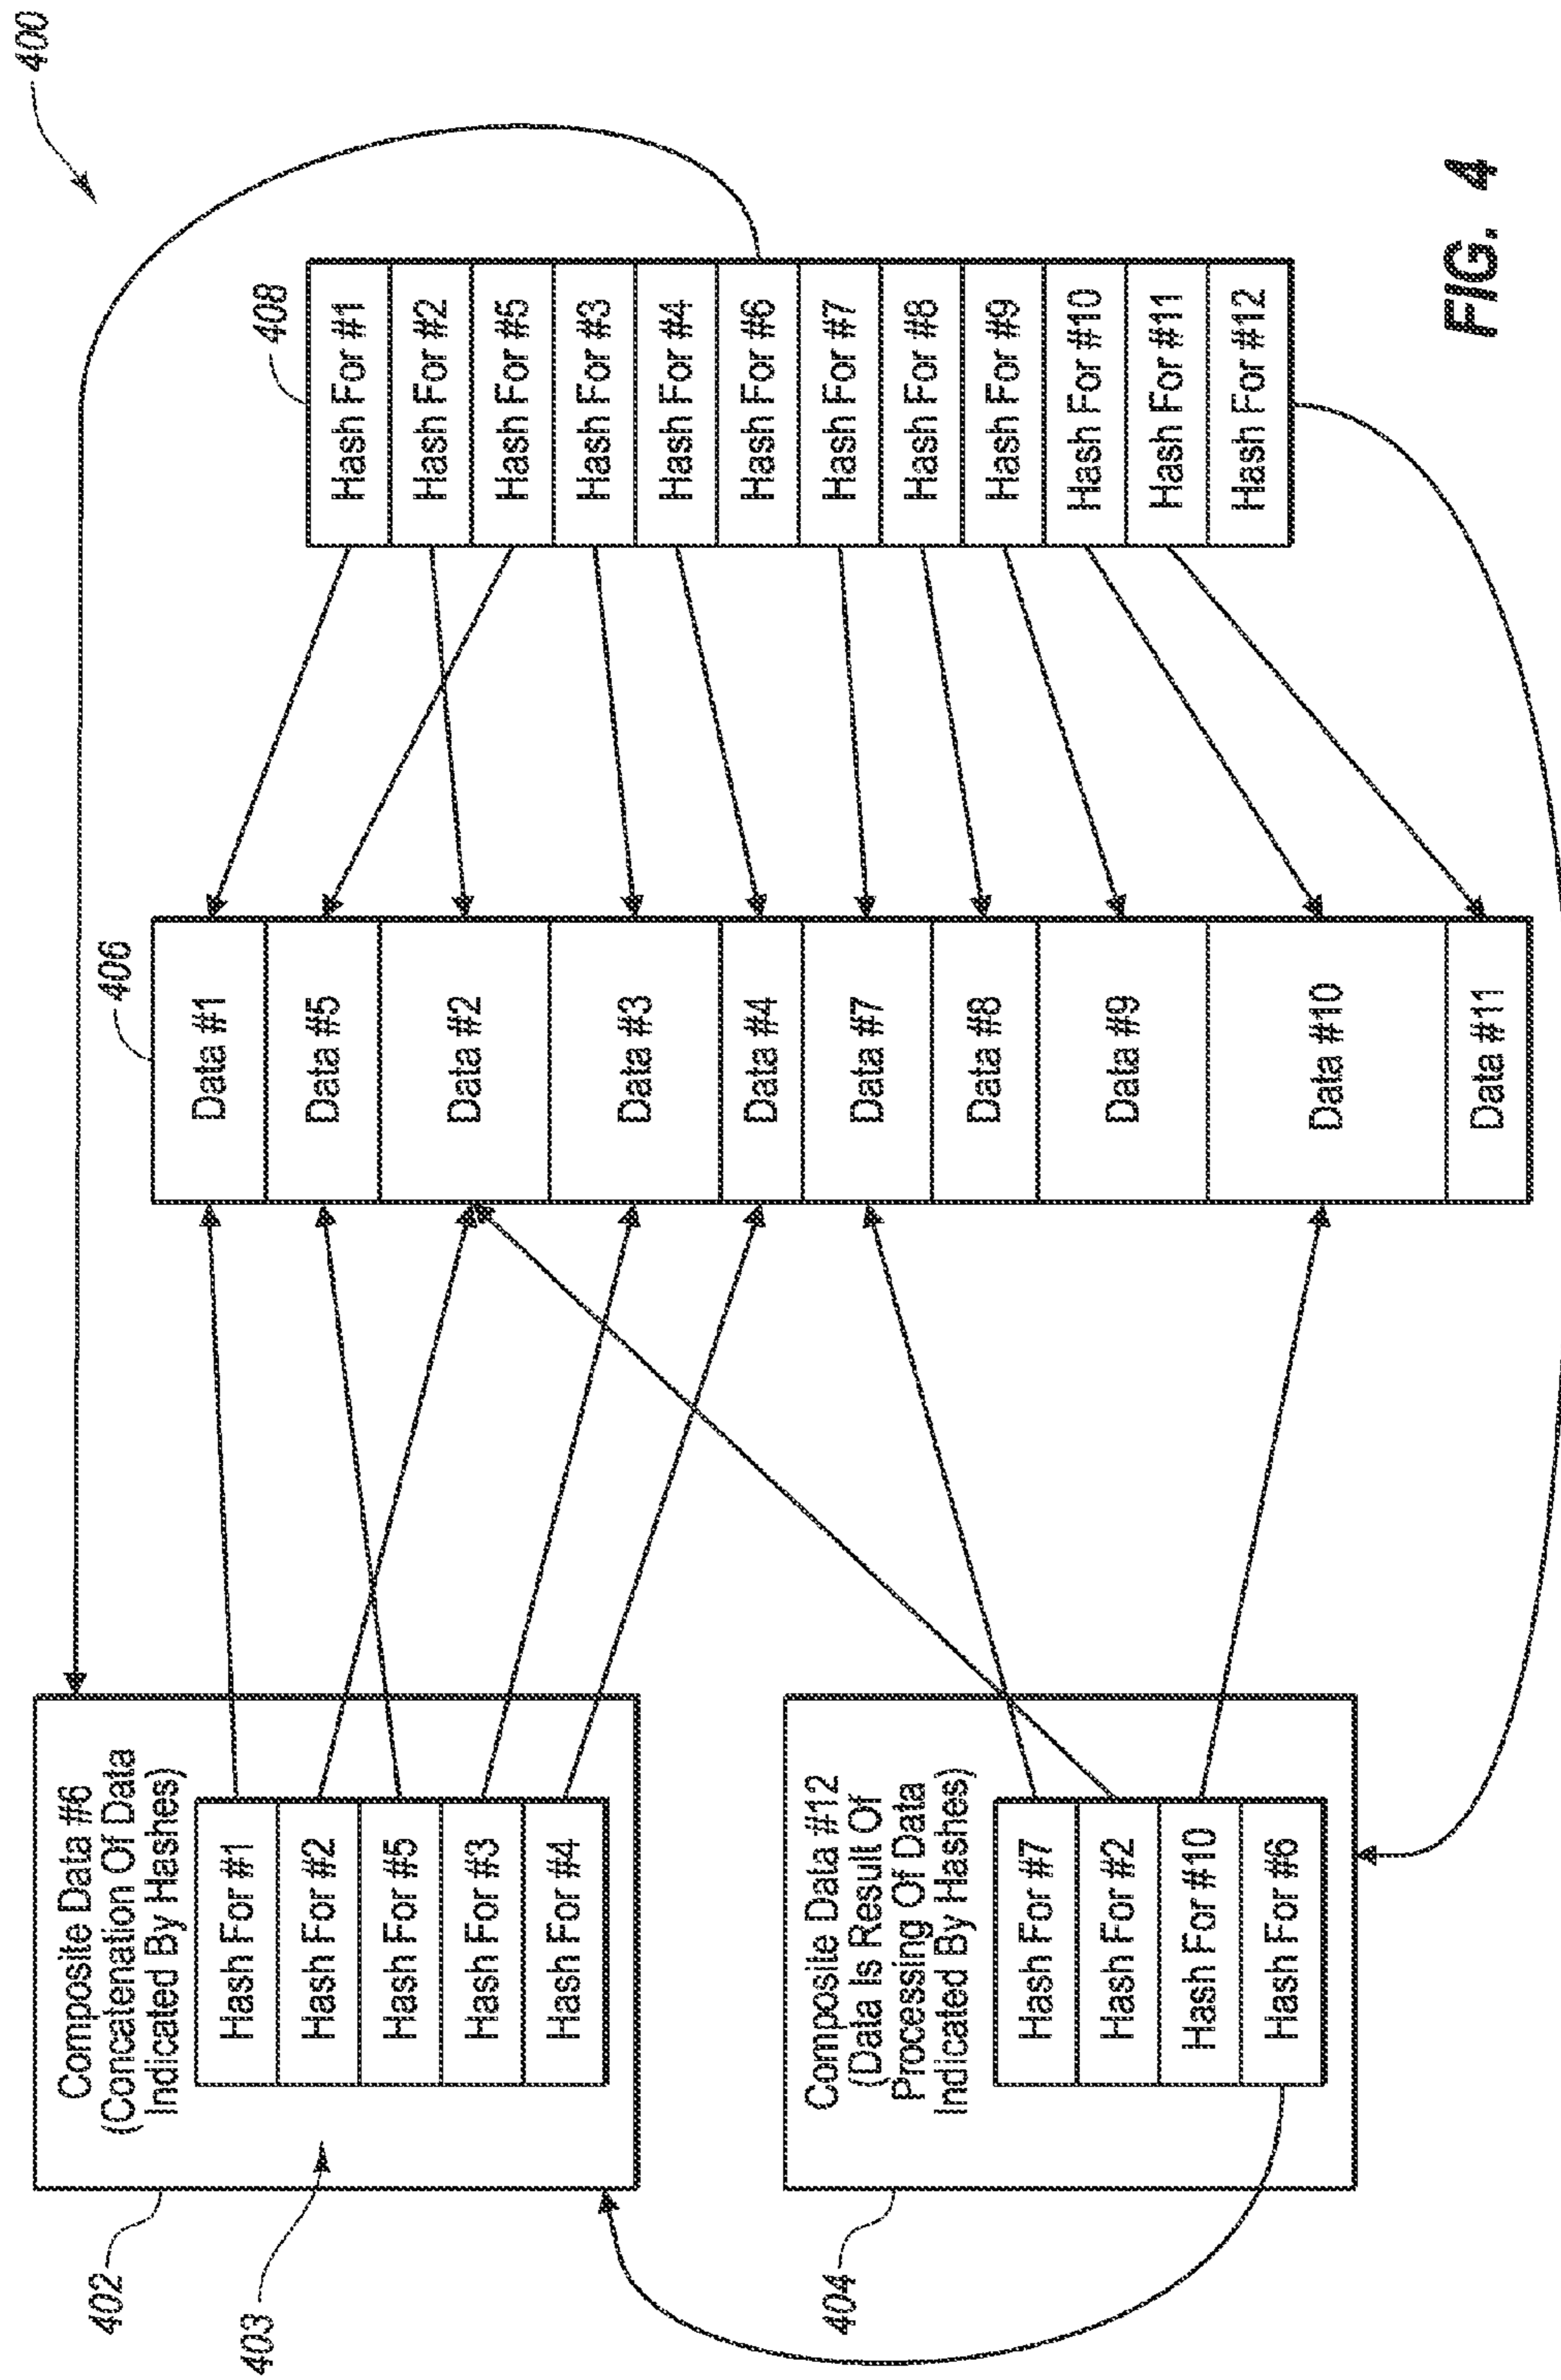 400
402
Composite Data #6
(Concatenation Of Data
Indicated By Hashes)
403
Hash For #1
Hash For #2
Hash For #5
Hash For #3
Hash For #4
404
Composite Data #12
(Data Is Result Of
Processing Of Data
Indicated By Hashes)
Hash For #7
Hash For #2
Hash For #10
Hash For #6
406
Data #1
Data #5
Data #2
Data #3
Data #4
Data #7
Data #8
Data #9
Data #10
Data #11
408
Hash For #1
Hash For #2
Hash For #5
Hash For #3
Hash For #4
Hash For #6
Hash For #7
Hash For #8
Hash For #9
Hash For #10
Hash For #11
Hash For #12
FIG. 4